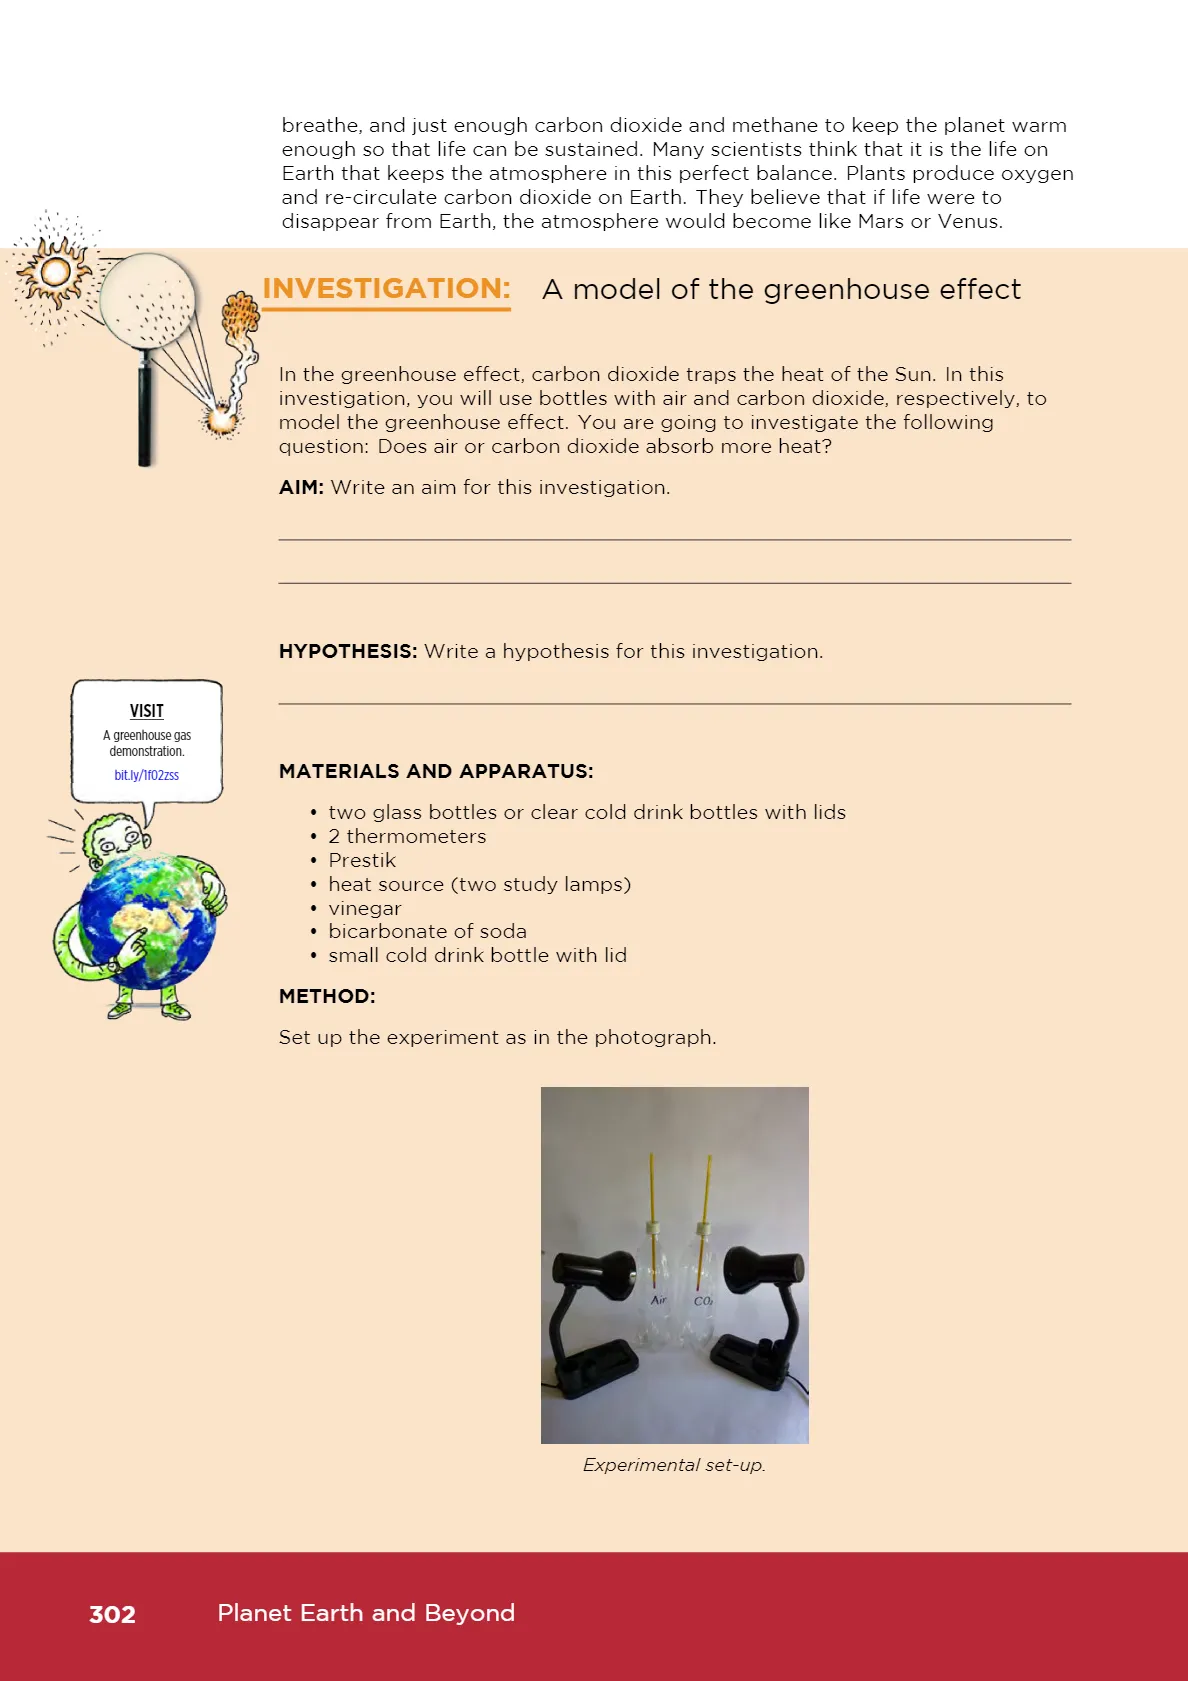 breathe, and just enough carbon dioxide and methane to keep the planet warm
enough so that life can be sustained. Many scientists think that it is the life on
Earth that keeps the atmosphere in this perfect balance. Plants produce oxygen
and re-circulate carbon dioxide on Earth. They believe that if life were to
disappear from Earth, the atmosphere would become like Mars or Venus.
INVESTIGATION: A model of the greenhouse effect
In the greenhouse effect, carbon dioxide traps the heat of the Sun. In this
investigation, you will use bottles with air and carbon dioxide, respectively, to
model the greenhouse effect. You are going to investigate the following
question: Does air or carbon dioxide absorb more heat?
AIM: Write an aim for this investigation.
HYPOTHESIS: Write a hypothesis for this investigation.
VISIT
A greenhouse gas
demonstration.
bit.ly/1f02zss
MATERIALS AND APPARATUS:
• two glass bottles or clear cold drink bottles with lids
• 2 thermometers
• Prestik
• heat source (two study lamps)
• vinegar
• bicarbonate of soda
• small cold drink bottle with lid
METHOD:
Set up the experiment as in the photograph.
Air CO₂
Experimental set-up.
302 Planet Earth and Beyond